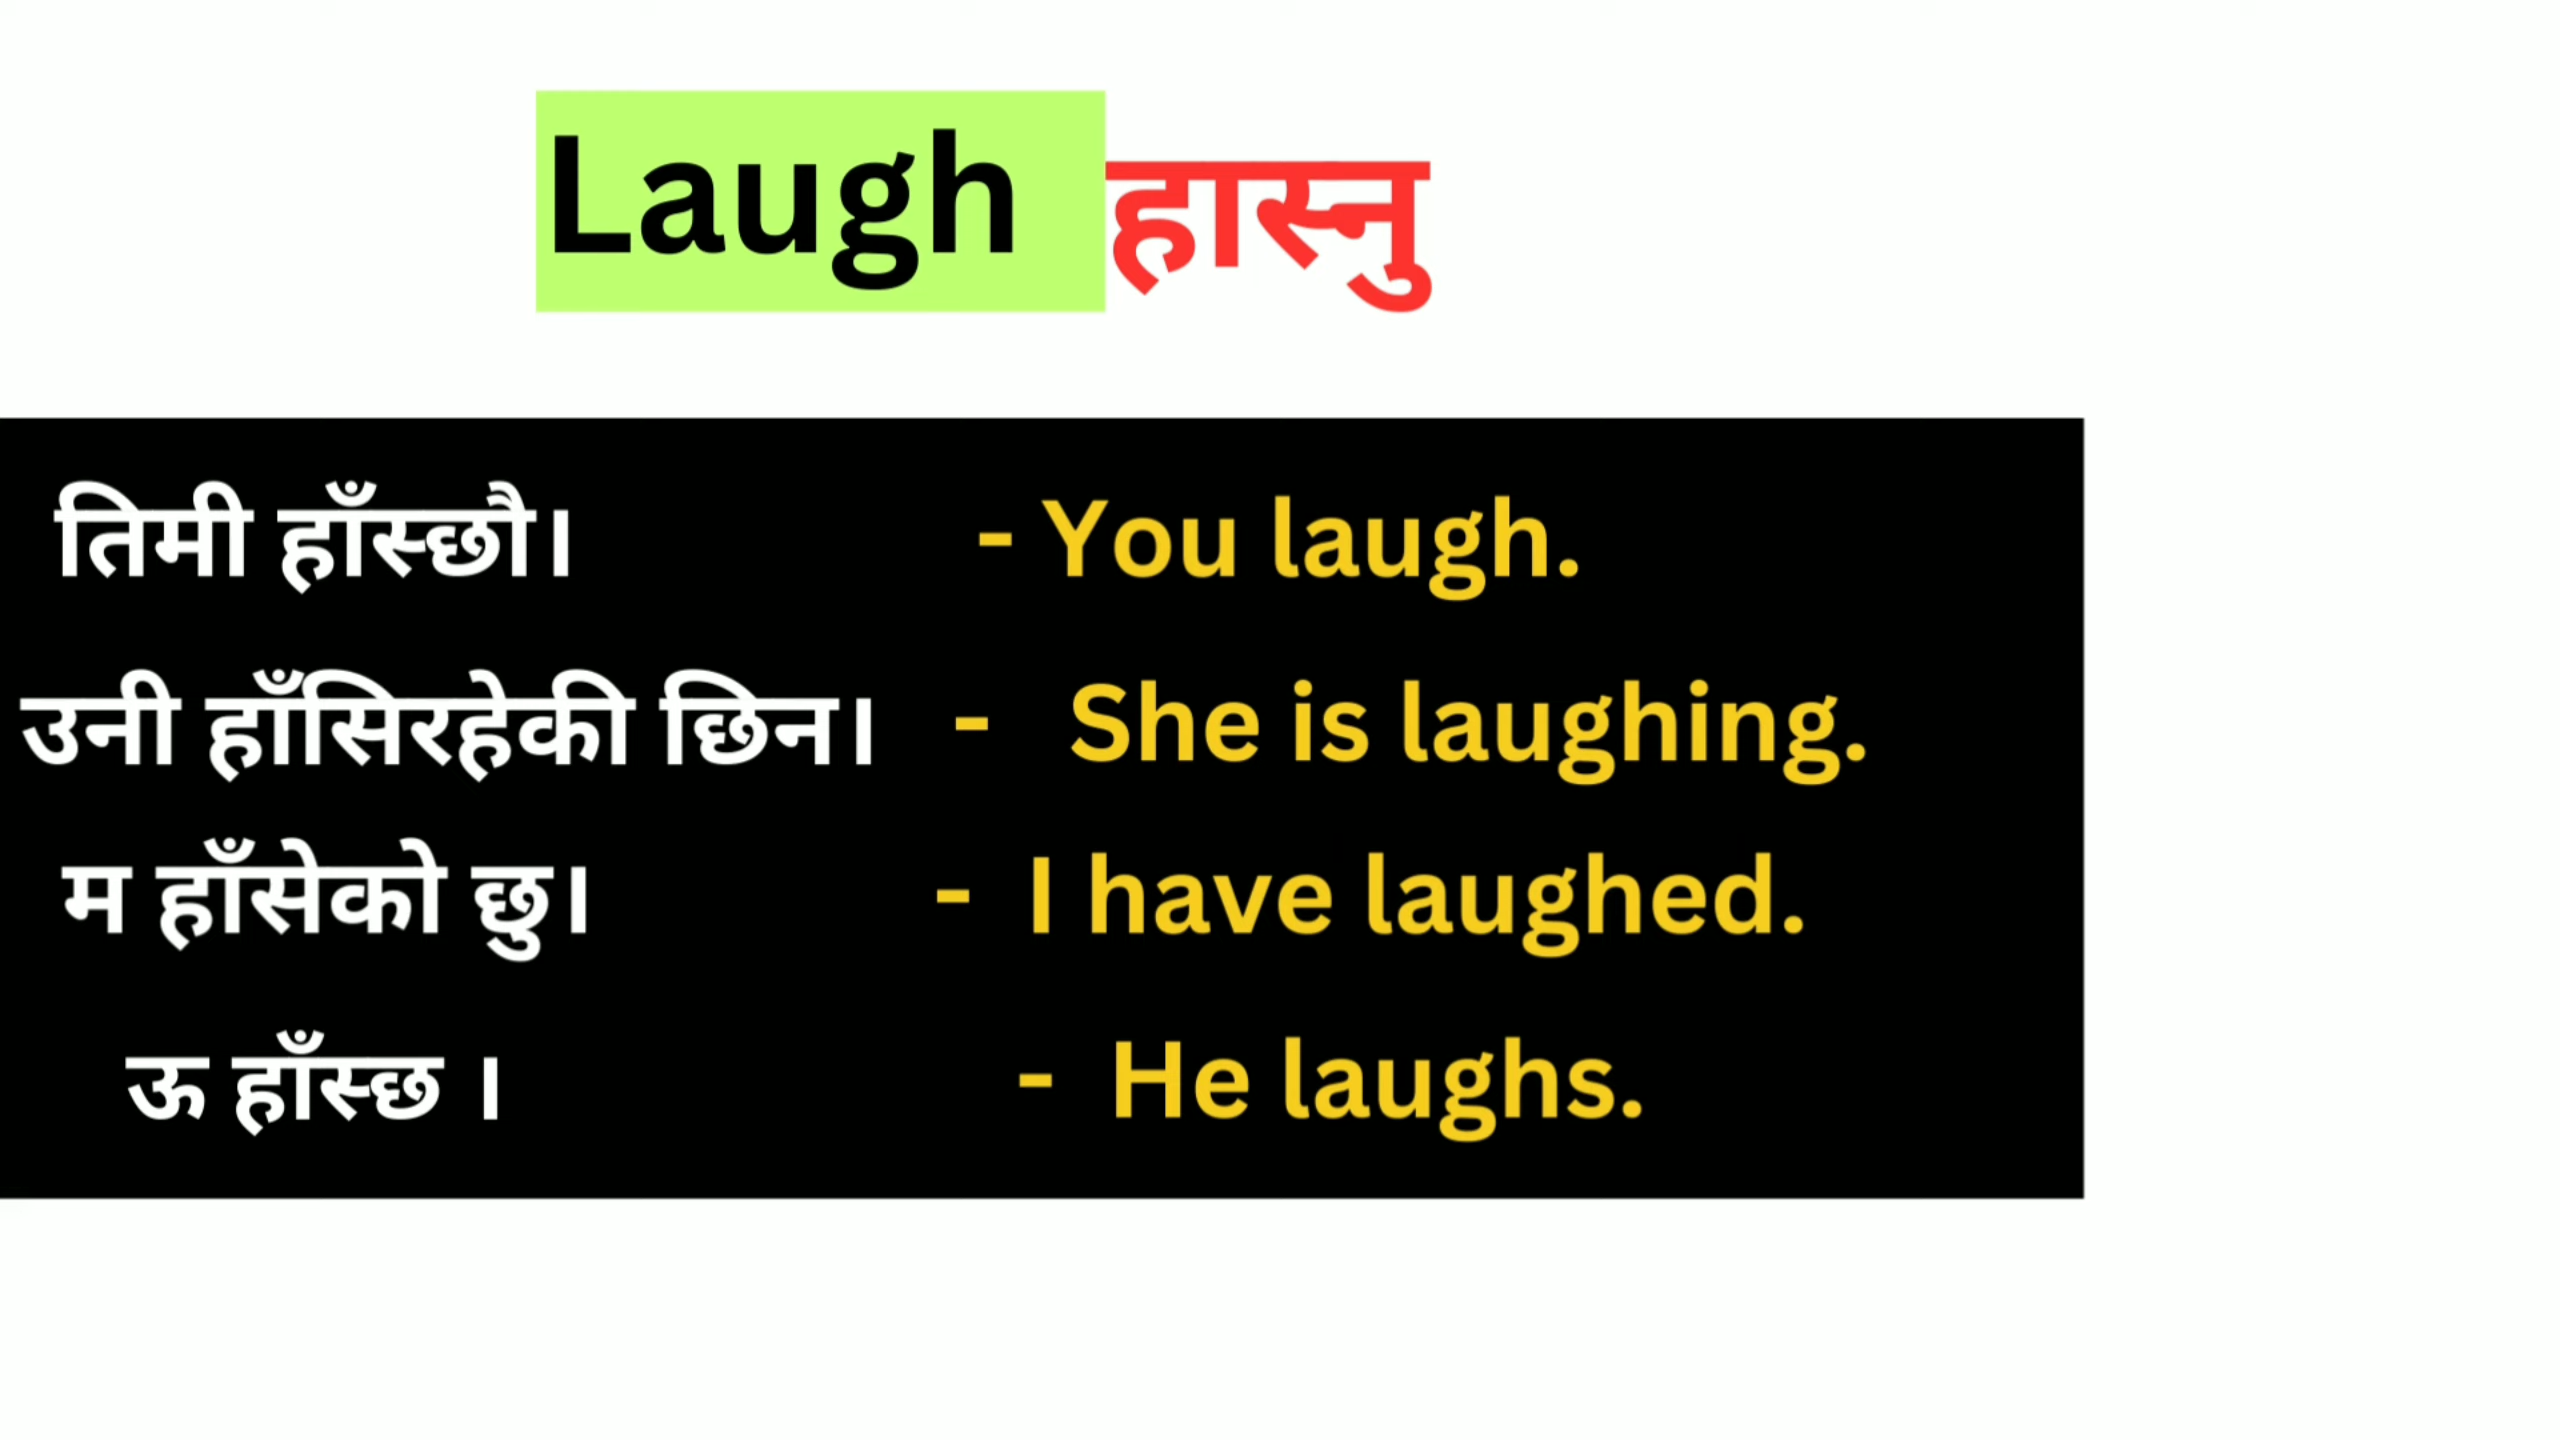 Laugh हास्नु
तिमी हाँस्छौ। - You laugh.
उनी हाँसिरहेकी छिन। - She is laughing.
म हाँसेको छु। - I have laughed.
ऊ हाँस्छ । - He laughs.